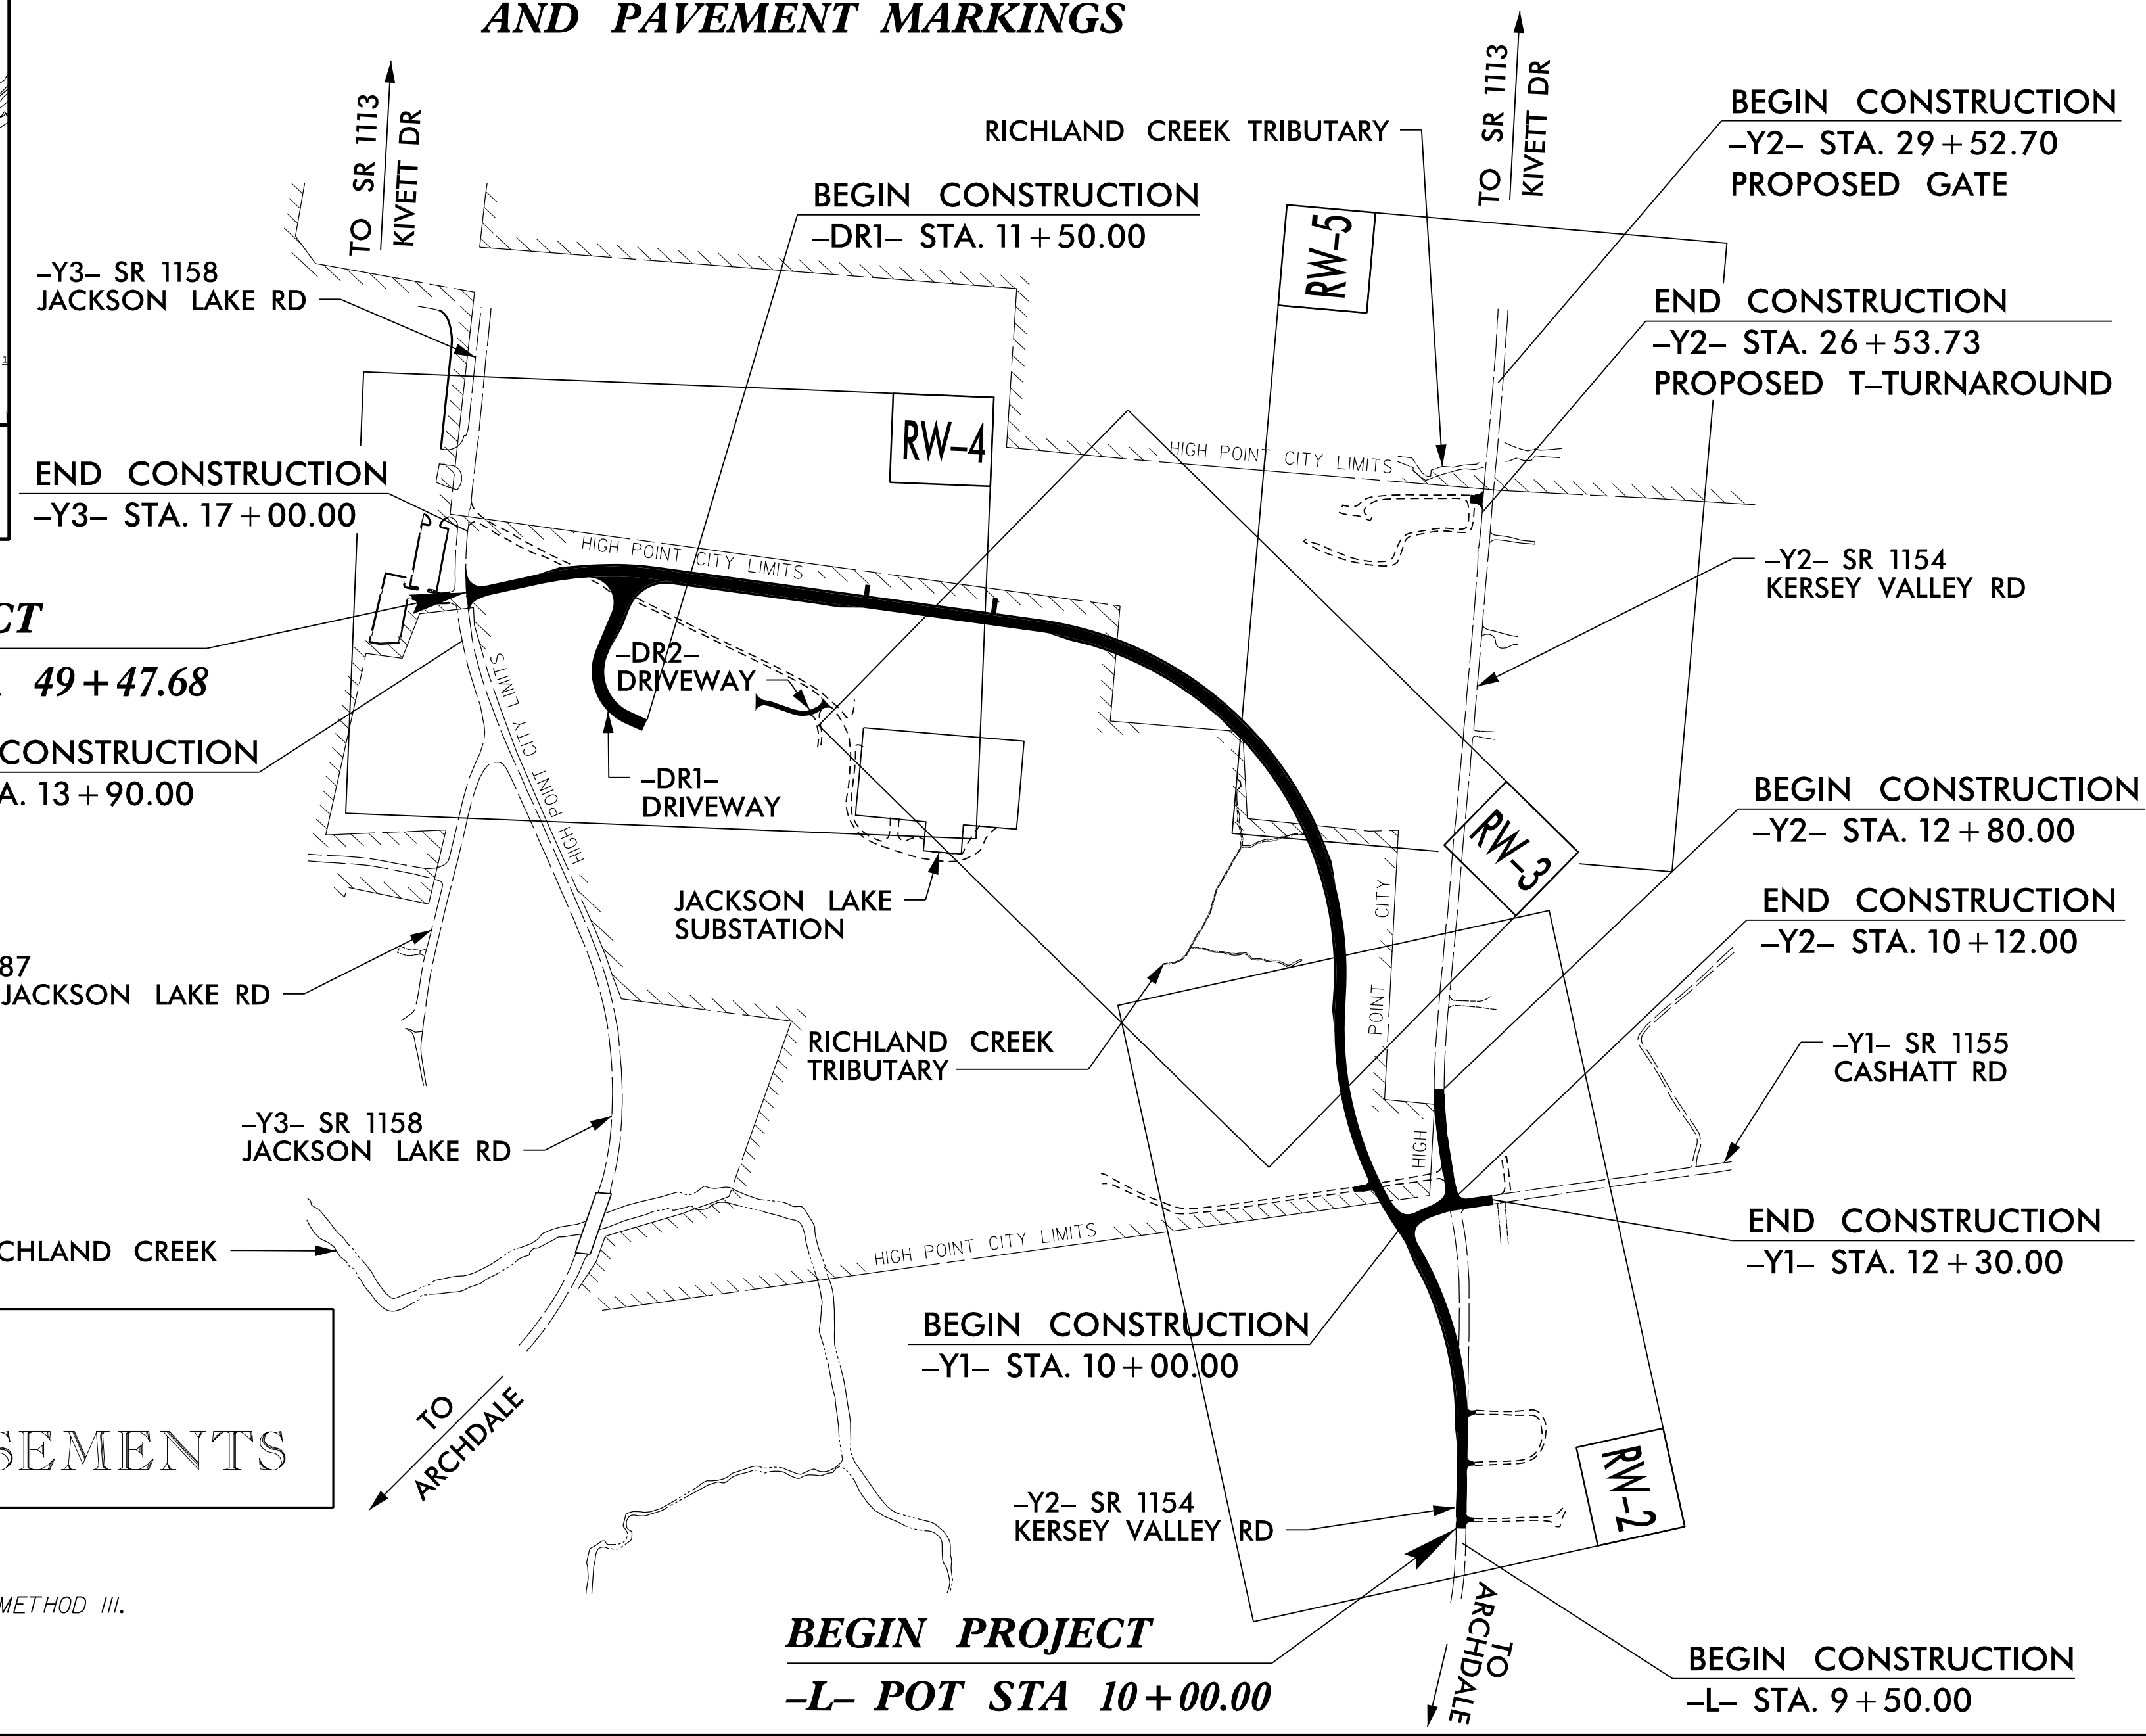 AND PAVEMENT MARKINGS
TO SR 1113
KIVETT DR
TO SR 1113
KIVETT DR
BEGIN CONSTRUCTION
–Y2– STA. 29+52.70
PROPOSED GATE
RICHLAND CREEK TRIBUTARY
BEGIN CONSTRUCTION
–DR1– STA. 11+50.00
RW–5
–Y3– SR 1158
JACKSON LAKE RD
END CONSTRUCTION
–Y2– STA. 26+53.73
PROPOSED T–TURNAROUND
RW–4
HIGH POINT CITY LIMITS
END CONSTRUCTION
–Y3– STA. 17+00.00
HIGH POINT CITY LIMITS
–Y2– SR 1154
KERSEY VALLEY RD
CT
49+47.68
–DR2–
DRIVEWAY
HIGH POINT CITY LIMITS
CONSTRUCTION
A. 13+90.00
–DR1–
DRIVEWAY
BEGIN CONSTRUCTION
–Y2– STA. 12+80.00
RW–3
JACKSON LAKE
SUBSTATION
HIGH POINT CITY
END CONSTRUCTION
–Y2– STA. 10+12.00
87
JACKSON LAKE RD
RICHLAND CREEK
TRIBUTARY
–Y1– SR 1155
CASHATT RD
–Y3– SR 1158
JACKSON LAKE RD
CHLAND CREEK
HIGH POINT CITY LIMITS
END CONSTRUCTION
–Y1– STA. 12+30.00
BEGIN CONSTRUCTION
–Y1– STA. 10+00.00
TO
ARCHDALE
SEMENTS
RW–2
–Y2– SR 1154
KERSEY VALLEY RD
METHOD III.
TO
ARCHDALE
BEGIN PROJECT
–L– POT STA 10+00.00
BEGIN CONSTRUCTION
–L– STA. 9+50.00